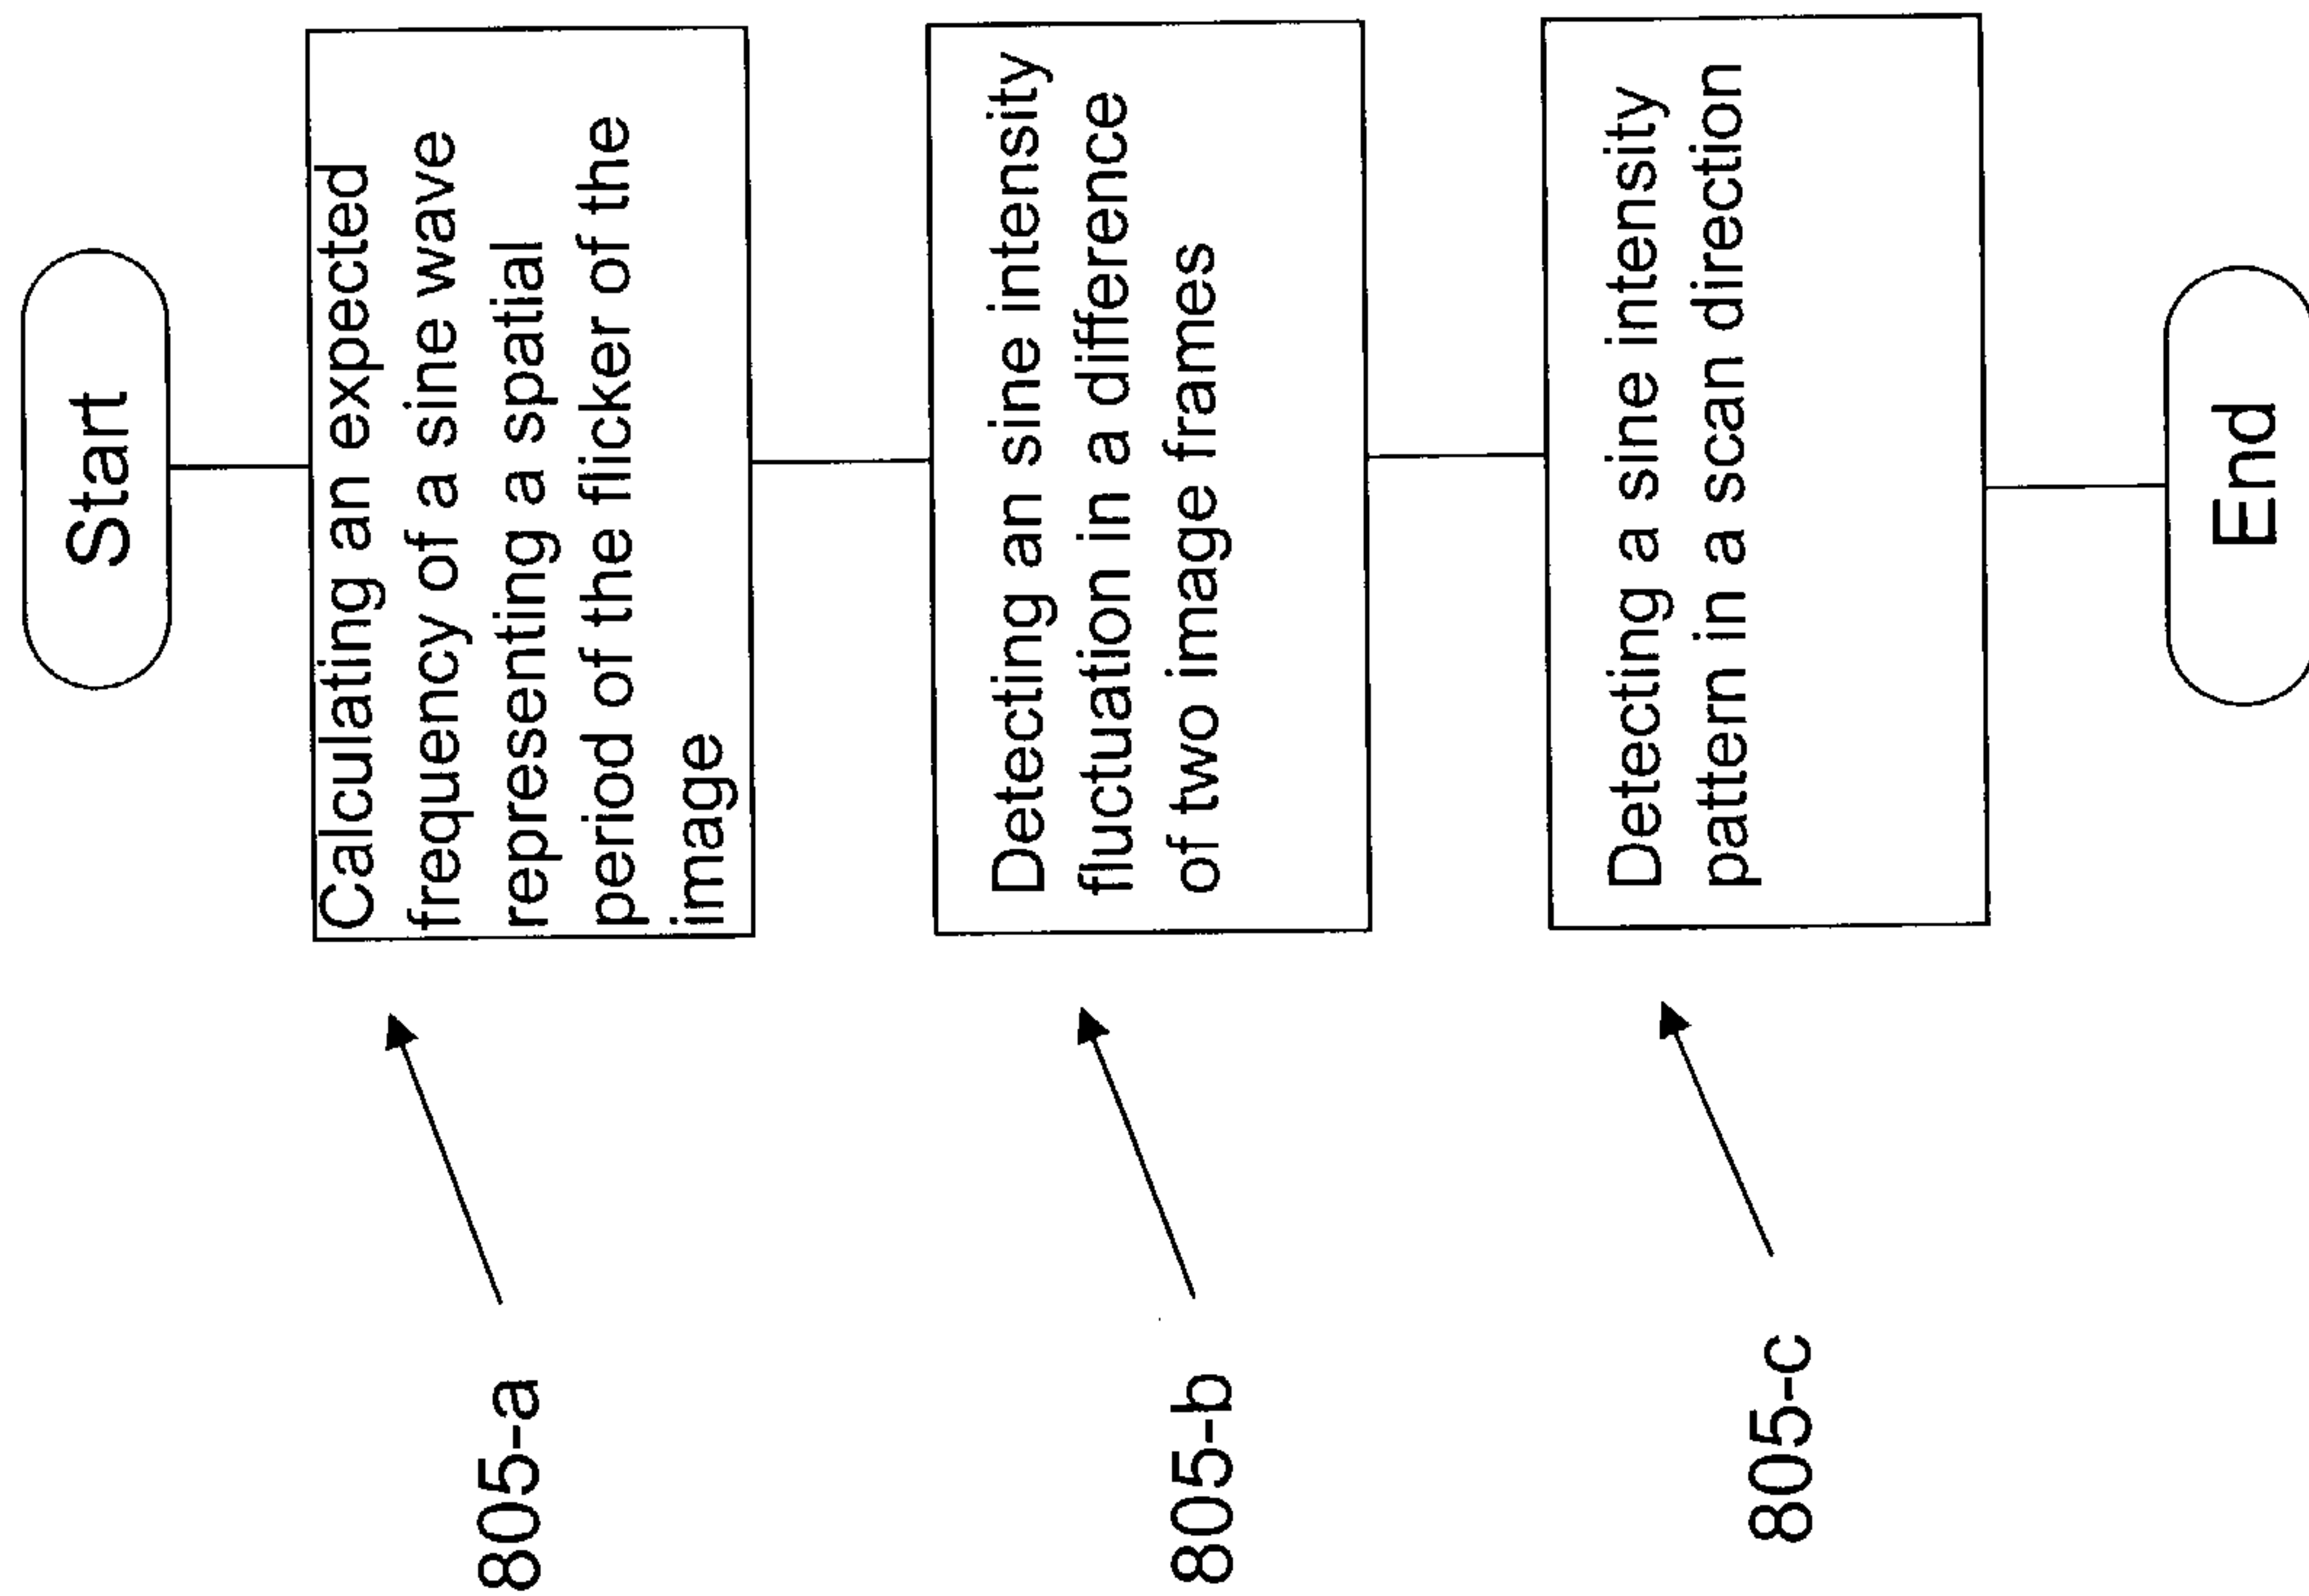 Start
805-a
Calculating an expected
frequency of a sine wave
representing a spatial
period of the flicker of the
image
805-b
Detecting an sine intensity
fluctuation in a difference
of two image frames
805-c
Detecting a sine intensity
pattern in a scan direction
End